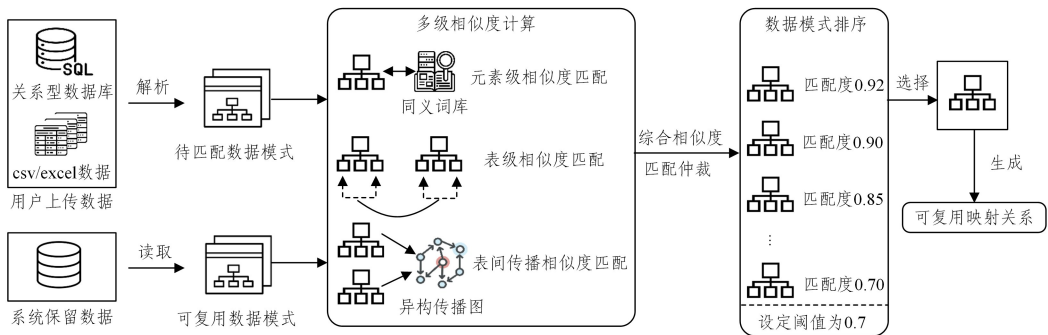 SQL
关系型数据库
csv/excel数据
用户上传数据
解析
待匹配数据模式
系统保留数据
读取
可复用数据模式
多级相似度计算
元素级相似度匹配
同义词库
表级相似度匹配
表间传播相似度匹配
异构传播图
综合相似度
匹配仲裁
数据模式排序
匹配度0.92
匹配度0.90
匹配度0.85
...
匹配度0.70
设定阈值为0.7
选择
生成
可复用映射关系